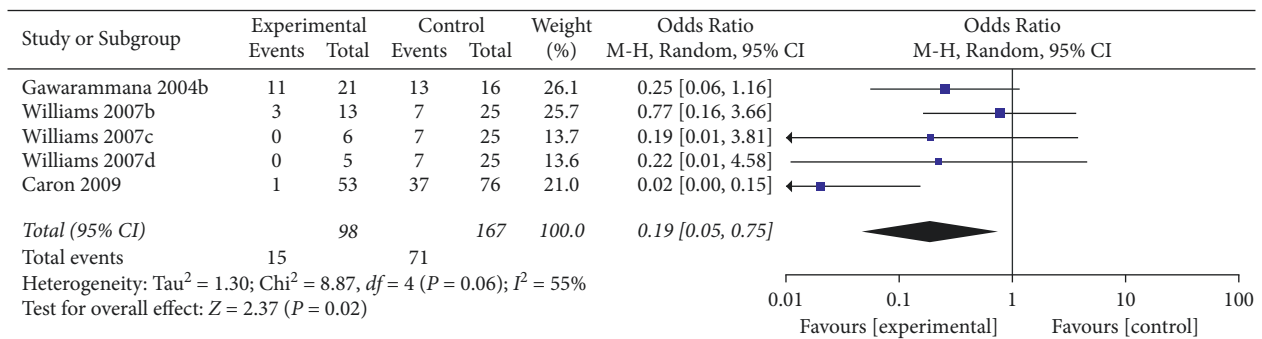 Study or Subgroup Experimental Control Weight Odds Ratio Odds Ratio
Events Total Events Total (%) M-H, Random, 95% CI M-H, Random, 95% CI
Gawarammana 2004b 11 21 13 16 26.1 0.25 [0.06, 1.16]
Williams 2007b 3 13 7 25 25.7 0.77 [0.16, 3.66]
Williams 2007c 0 6 7 25 13.7 0.19 [0.01, 3.81]
Williams 2007d 0 5 7 25 13.6 0.22 [0.01, 4.58]
Caron 2009 1 53 37 76 21.0 0.02 [0.00, 0.15]
Total (95% CI) 98 167 100.0 0.19 [0.05, 0.75]
Total events 15 71
Heterogeneity: Tau² = 1.30; Chi² = 8.87, df = 4 (P = 0.06); I² = 55%
Test for overall effect: Z = 2.37 (P = 0.02)
0.01 0.1 1 10 100
Favours [experimental] Favours [control]